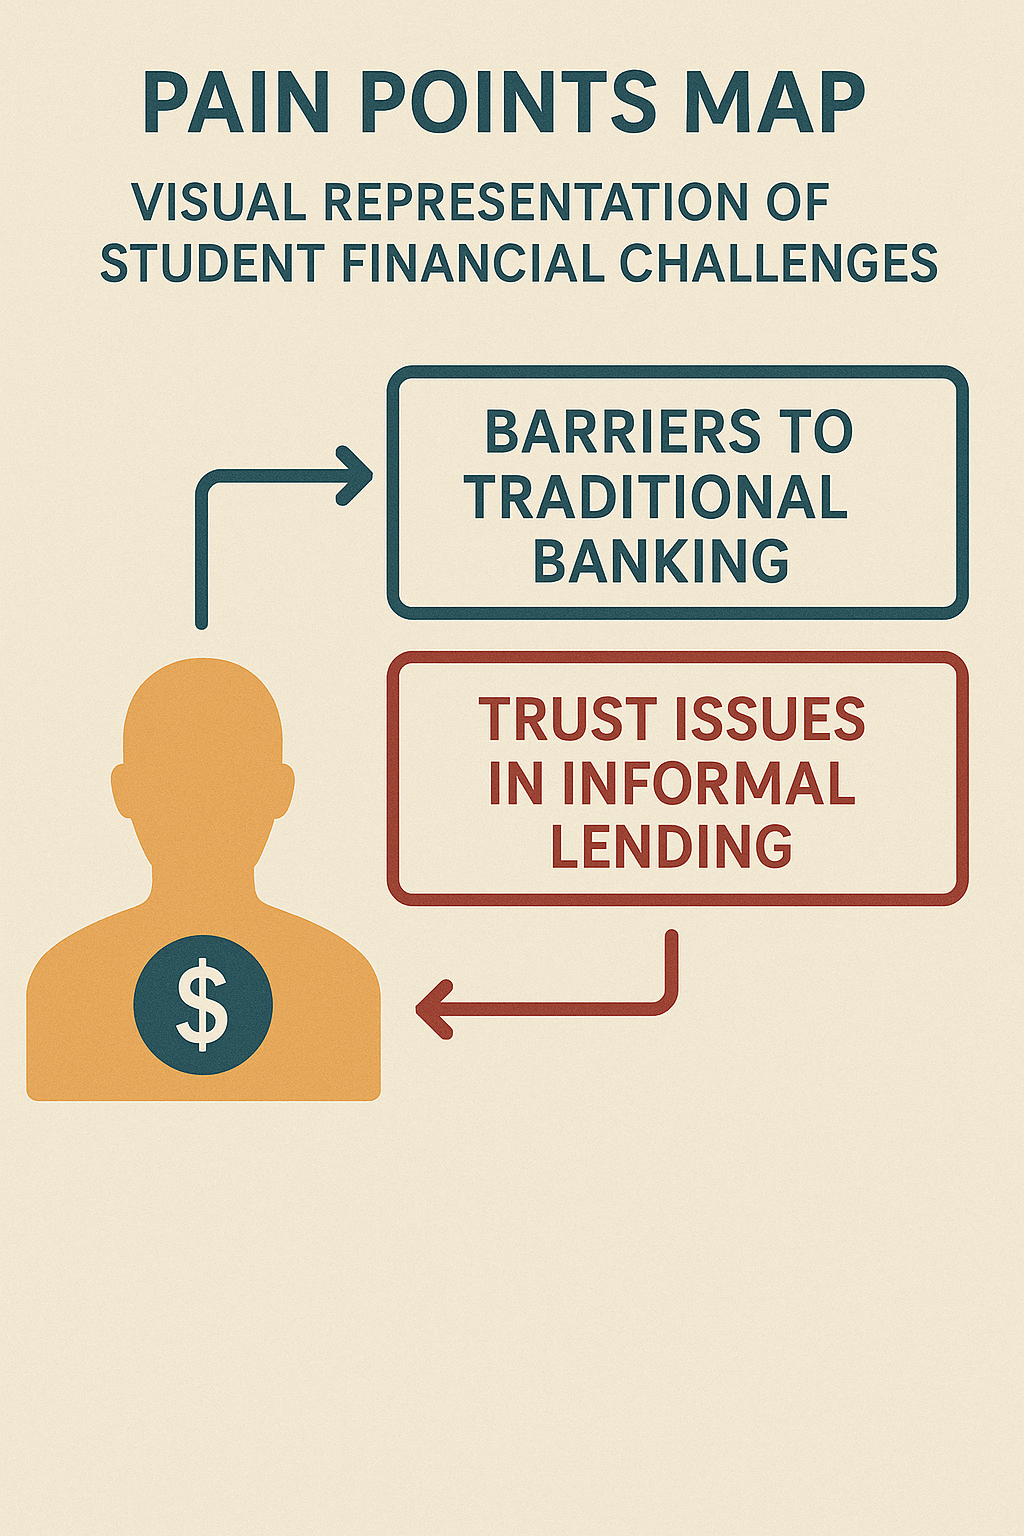 PAIN POINTS MAP
VISUAL REPRESENTATION OF
STUDENT FINANCIAL CHALLENGES
BARRIERS TO
TRADITIONAL
BANKING
TRUST ISSUES
IN INFORMAL
LENDING
$